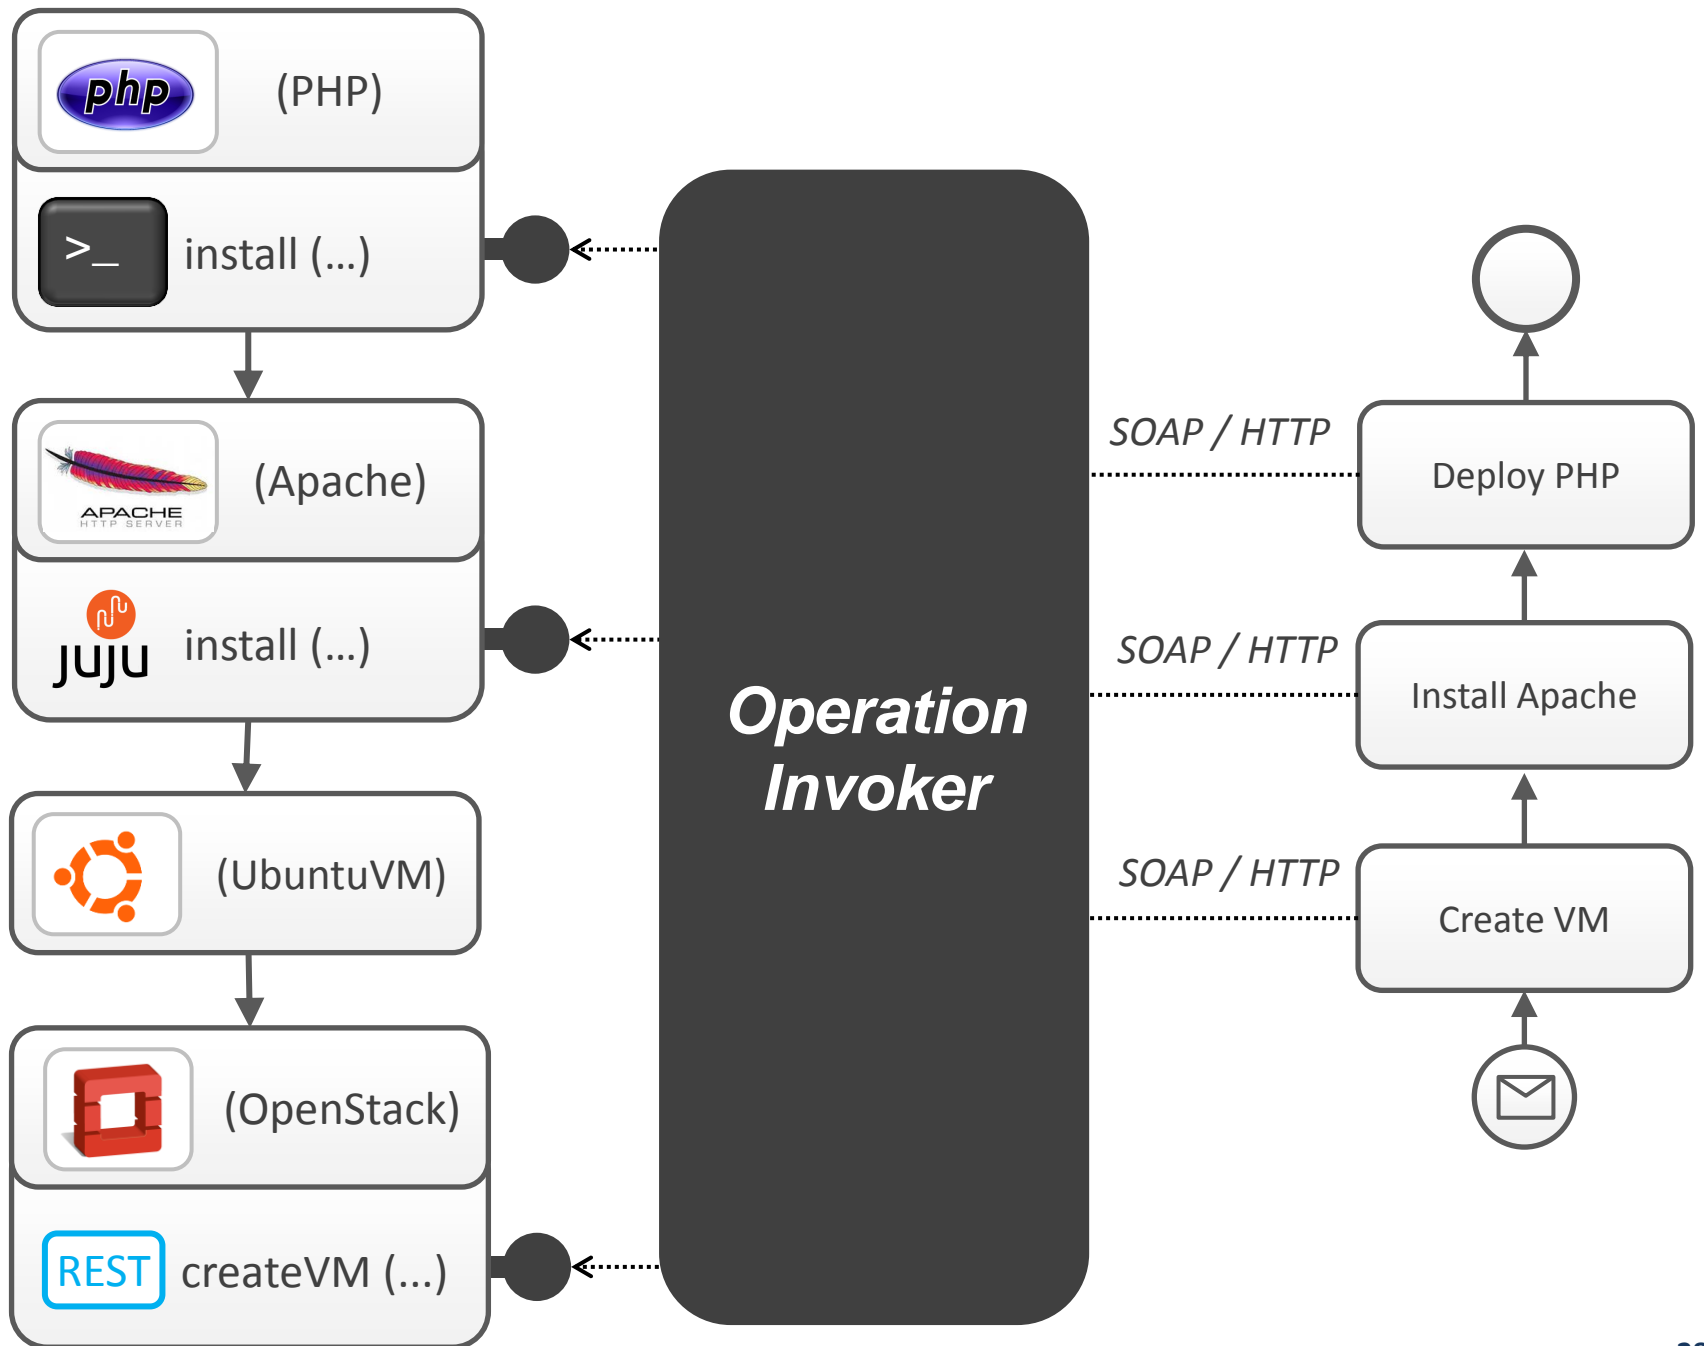 php
(PHP)
>_
install (...)
(Apache)
APACHE
HTTP SERVER
juju
install (...)
(UbuntuVM)
(OpenStack)
REST
createVM (...)
Operation
Invoker
SOAP / HTTP
Deploy PHP
SOAP / HTTP
Install Apache
SOAP / HTTP
Create VM